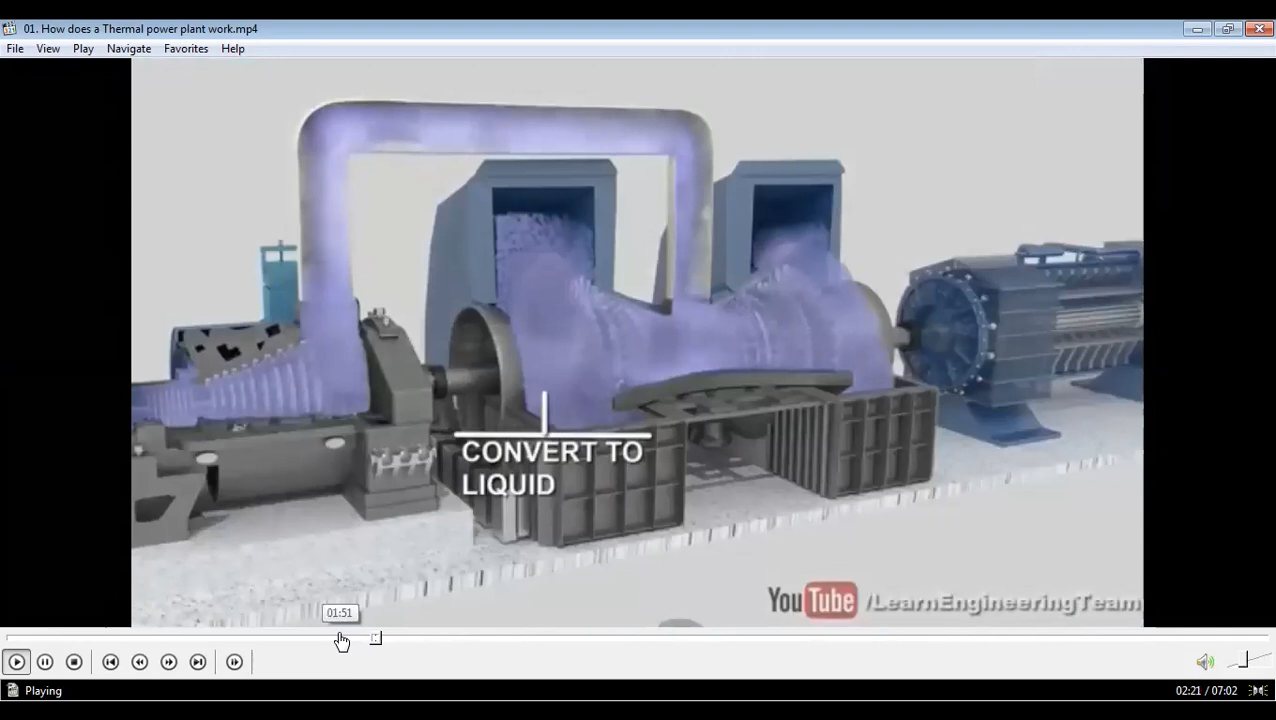 01. How does a Thermal power plant work.mp4
File View Play Navigate Favorites Help
CONVERT TO
LIQUID
YouTube /LearnEngineeringTeam
01:51
Playing 02:21 / 07:02